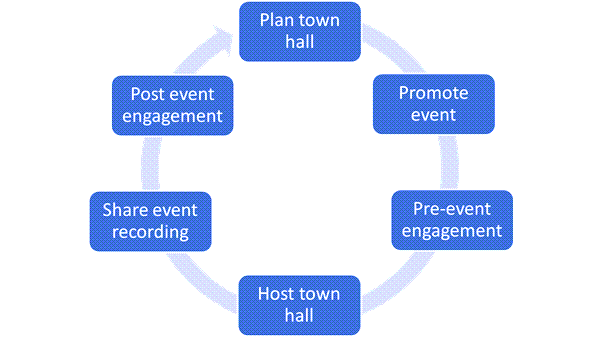 Plan town
hall
Promote
event
Pre-event
engagement
Host town
hall
Share event
recording
Post event
engagement